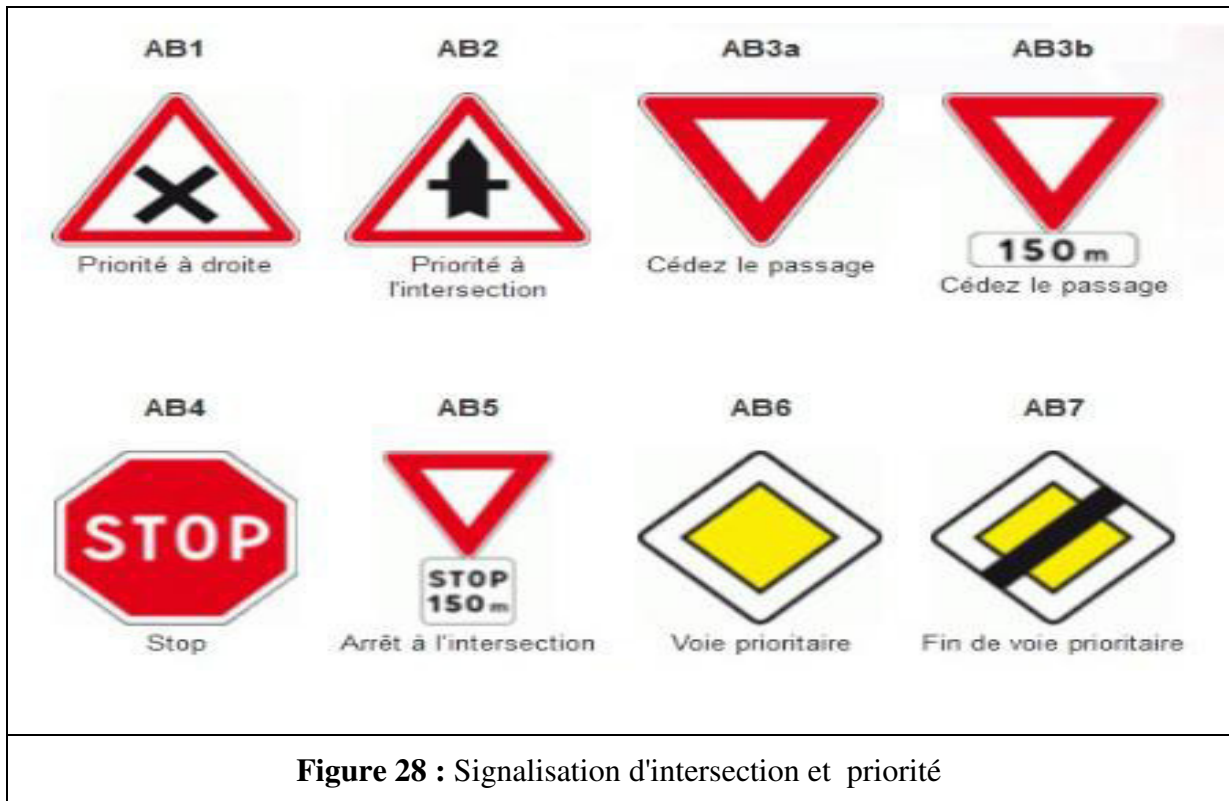 AB1 AB2 AB3a AB3b
Priorité à droite
Priorité à
l'intersection
Cédez le passage
150 m
Cédez le passage
AB4 AB5 AB6 AB7
STOP
Stop
STOP
150 m
Arrêt à l'intersection
Voie prioritaire
Fin de voie prioritaire
Figure 28 : Signalisation d'intersection et priorité